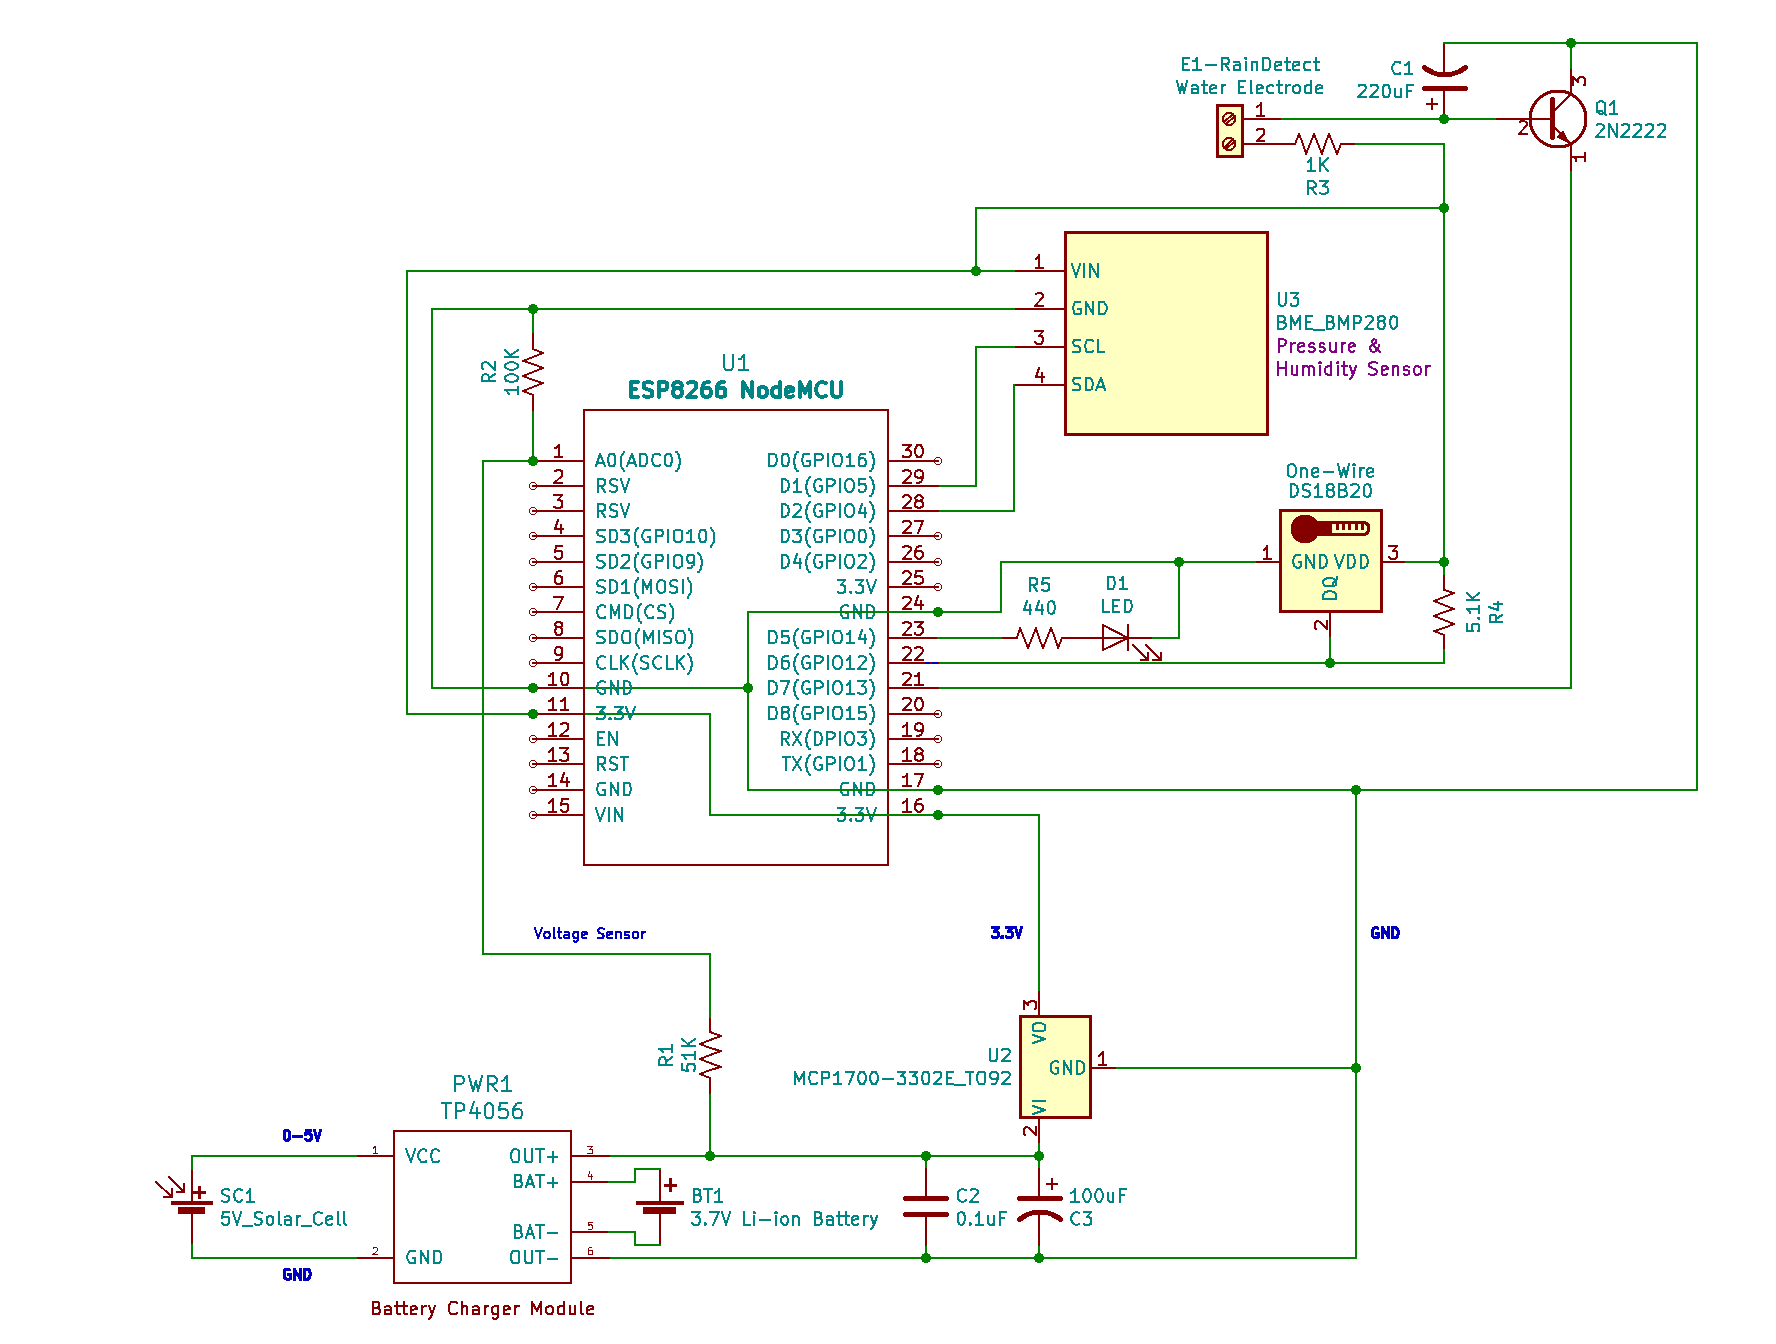 E1-RainDetect
Water Electrode
1
2
1K
R3
C1
220uF
+
3
2
1
Q1
2N2222
1 VIN
2 GND
3 SCL
4 SDA
U3
BME_BMP280
Pressure &
Humidity Sensor
R2
100K
U1
ESP8266 NodeMCU
1 A0(ADC0)
2 RSV
3 RSV
4 SD3(GPIO10)
5 SD2(GPIO9)
6 SD1(MOSI)
7 CMD(CS)
8 SD0(MISO)
9 CLK(SCLK)
10 GND
11 3.3V
12 EN
13 RST
14 GND
15 VIN
D0(GPIO16) 30
D1(GPIO5) 29
D2(GPIO4) 28
D3(GPIO0) 27
D4(GPIO2) 26
3.3V 25
GND 24
D5(GPIO14) 23
D6(GPIO12) 22
D7(GPIO13) 21
D8(GPIO15) 20
RX(DPIO3) 19
TX(GPIO1) 18
GND 17
3.3V 16
One-Wire
DS18B20
1 GND VDD 3
DQ
2
R5
440
D1
LED
5.1K
R4
Voltage Sensor
3.3V
GND
R1
51K
3
VO
U2
MCP1700-3302E_TO92
GND 1
VI
2
PWR1
TP4056
0-5V
1 VCC
2 GND
OUT+ 3
BAT+ 4
BAT- 5
OUT- 6
+
SC1
5V_Solar_Cell
GND
+
BT1
3.7V Li-ion Battery
C2
0.1uF
+
100uF
C3
Battery Charger Module